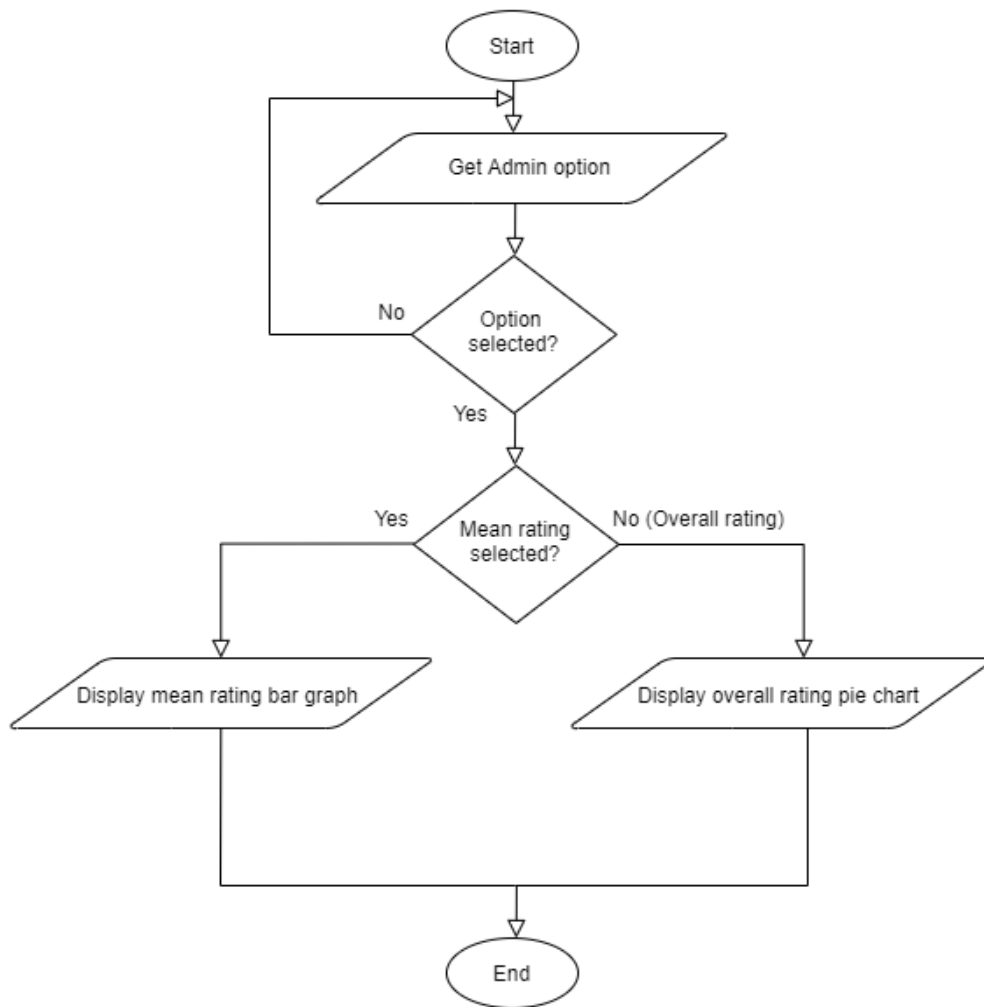 Start
Get Admin option
No
Option
selected?
Yes
Yes
No (Overall rating)
Mean rating
selected?
Display mean rating bar graph
Display overall rating pie chart
End